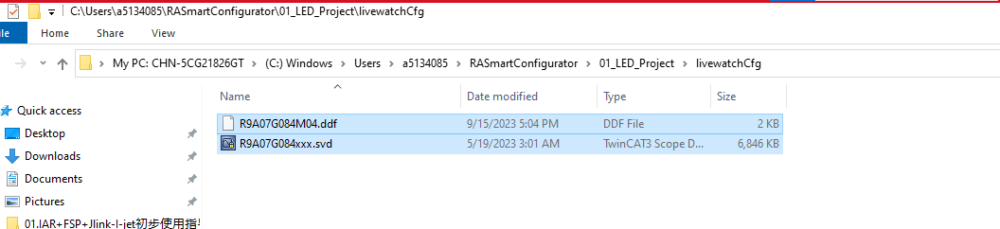 C:\Users\a5134085\RASmartConfigurator\01_LED_Project\livewatchCfg
ile Home Share View
My PC: CHN-5CG21826GT > (C:) Windows > Users > a5134085 > RASmartConfigurator > 01_LED_Project > livewatchCfg
Name Date modified Type Size
Quick access
R9A07G084M04.ddf 9/15/2023 5:04 PM DDF File 2 KB
Desktop
R9A07G084xxx.svd 5/19/2023 3:01 AM TwinCAT3 Scope D... 6,846 KB
Downloads
Documents
Pictures
01.IAR+FSP+Jlink-I-jet初步使用指